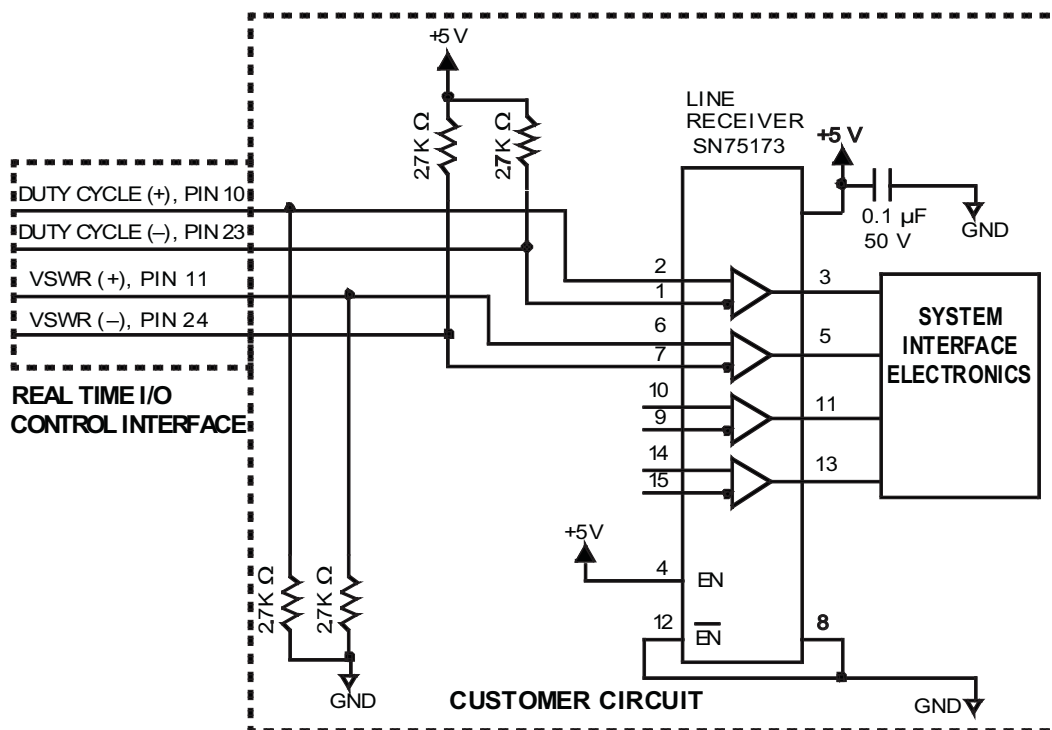 +5 V
LINE
RECEIVER
SN75173
+5 V
27K Ω
27K Ω
0.1 µF
50 V
GND
DUTY CYCLE (+), PIN 10
DUTY CYCLE (–), PIN 23
VSWR (+), PIN 11
VSWR (–), PIN 24
REAL TIME I/O
CONTROL INTERFACE
2
1
3
6
7
5
10
9
11
14
15
13
SYSTEM
INTERFACE
ELECTRONICS
+5V
4
EN
12
EN
8
27K Ω
27K Ω
GND
CUSTOMER CIRCUIT
GND